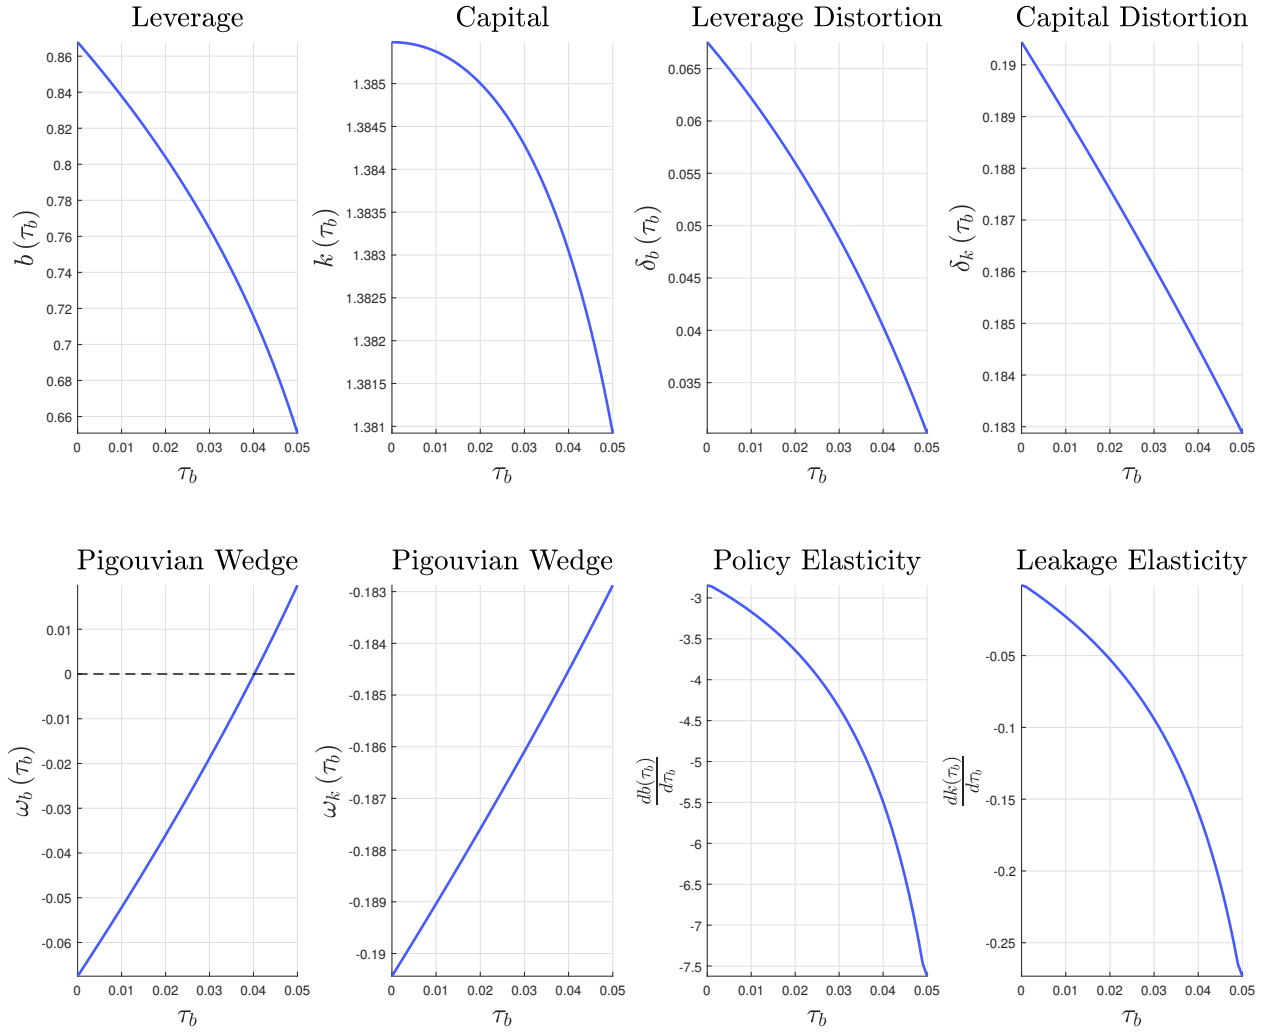 Leverage
b (τb)
0.86
0.84
0.82
0.8
0.78
0.76
0.74
0.72
0.7
0.68
0.66
0 0.01 0.02 0.03 0.04 0.05
τb
Capital
k (τb)
1.385
1.3845
1.384
1.3835
1.383
1.3825
1.382
1.3815
1.381
0 0.01 0.02 0.03 0.04 0.05
τb
Leverage Distortion
δb (τb)
0.065
0.06
0.055
0.05
0.045
0.04
0.035
0 0.01 0.02 0.03 0.04 0.05
τb
Capital Distortion
δk (τb)
0.19
0.189
0.188
0.187
0.186
0.185
0.184
0.183
0 0.01 0.02 0.03 0.04 0.05
τb
Pigouvian Wedge
ωb (τb)
0.01
0
-0.01
-0.02
-0.03
-0.04
-0.05
-0.06
0 0.01 0.02 0.03 0.04 0.05
τb
Pigouvian Wedge
ωk (τb)
-0.183
-0.184
-0.185
-0.186
-0.187
-0.188
-0.189
-0.19
0 0.01 0.02 0.03 0.04 0.05
τb
Policy Elasticity
db(τb)
dτb
-3
-3.5
-4
-4.5
-5
-5.5
-6
-6.5
-7
-7.5
0 0.01 0.02 0.03 0.04 0.05
τb
Leakage Elasticity
dk(τb)
dτb
-0.05
-0.1
-0.15
-0.2
-0.25
0 0.01 0.02 0.03 0.04 0.05
τb